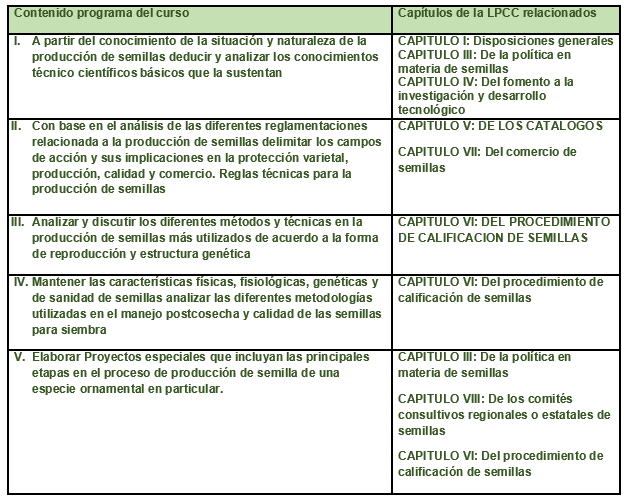 Contenido programa del curso
Capítulos de la LPCC relacionados
I. A partir del conocimiento de la situación y naturaleza de la
producción de semillas deducir y analizar los conocimientos
técnico científicos básicos que la sustentan
CAPITULO I: Disposiciones generales
CAPITULO III: De la política en
materia de semillas
CAPITULO IV: Del fomento a la
investigación y desarrollo
tecnológico
II. Con base en el análisis de las diferentes reglamentaciones
relacionada a la producción de semillas delimitar los campos
de acción y sus implicaciones en la protección varietal,
producción, calidad y comercio. Reglas técnicas para la
producción de semillas
CAPITULO V: DE LOS CATALOGOS
CAPITULO VII: Del comercio de
semillas
III. Analizar y discutir los diferentes métodos y técnicas en la
producción de semillas más utilizados de acuerdo a la forma
de reproducción y estructura genética
CAPITULO VI: DEL PROCEDIMIENTO
DE CALIFICACION DE SEMILLAS
IV. Mantener las características físicas, fisiológicas, genéticas y
de sanidad de semillas analizar las diferentes metodologías
utilizadas en el manejo postcosecha y calidad de las semillas
para siembra
CAPITULO VI: Del procedimiento de
calificación de semillas
V. Elaborar Proyectos especiales que incluyan las principales
etapas en el proceso de producción de semilla de una
especie ornamental en particular.
CAPITULO III: De la política en
materia de semillas
CAPITULO VIII: De los comités
consultivos regionales o estatales de
semillas
CAPITULO VI: Del procedimiento de
calificación de semillas